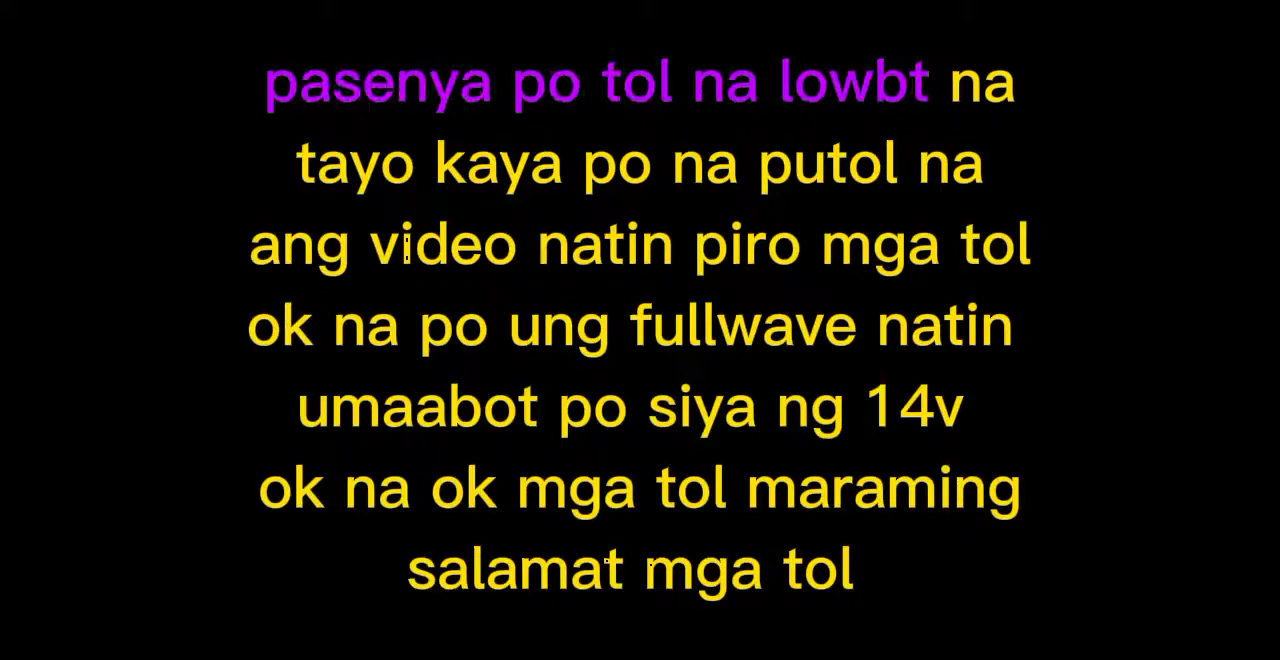 pasenya po tol na lowbt na
tayo kaya po na putol na
ang video natin piro mga tol
ok na po ung fullwave natin
umaabot po siya ng 14v
ok na ok mga tol maraming
salamat mga tol